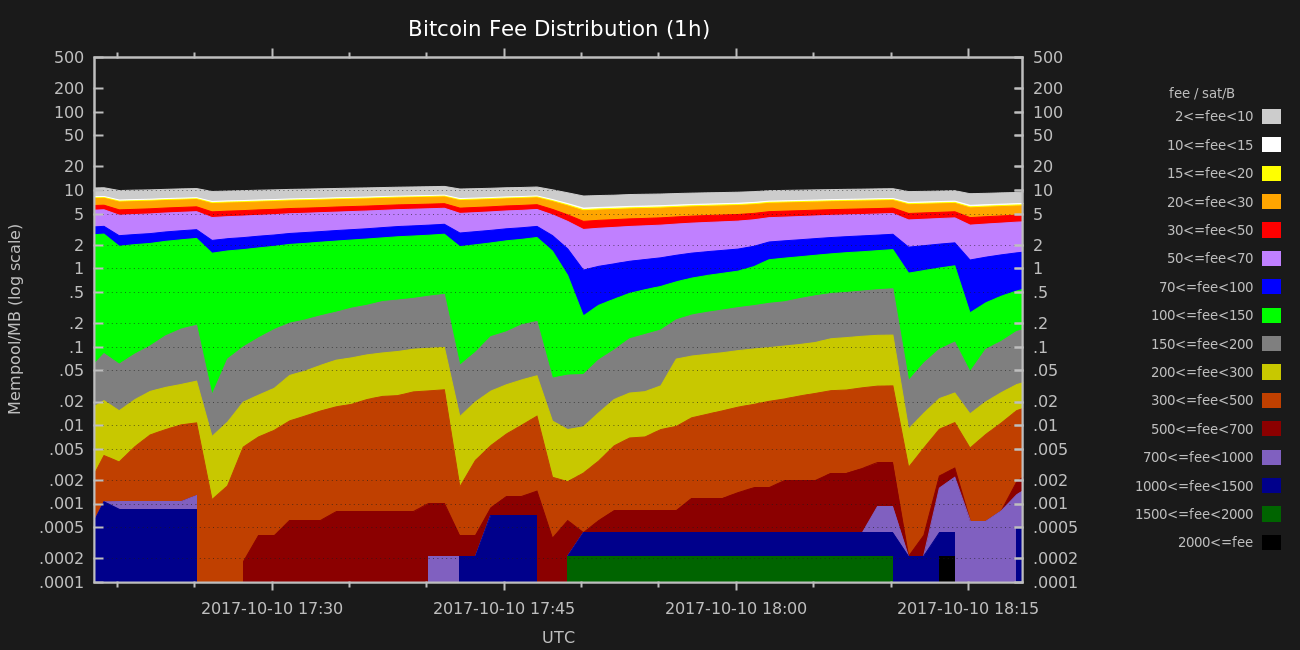 Bitcoin Fee Distribution (1h)
Mempool/MB (log scale)
500
200
100
50
20
10
5
2
1
.5
.2
.1
.05
.02
.01
.005
.002
.001
.0005
.0002
.0001
500
200
100
50
20
10
5
2
1
.5
.2
.1
.05
.02
.01
.005
.002
.001
.0005
.0002
.0001
2017-10-10 17:30 2017-10-10 17:45 2017-10-10 18:00 2017-10-10 18:15
UTC
fee / sat/B
2<=fee<10
10<=fee<15
15<=fee<20
20<=fee<30
30<=fee<50
50<=fee<70
70<=fee<100
100<=fee<150
150<=fee<200
200<=fee<300
300<=fee<500
500<=fee<700
700<=fee<1000
1000<=fee<1500
1500<=fee<2000
2000<=fee